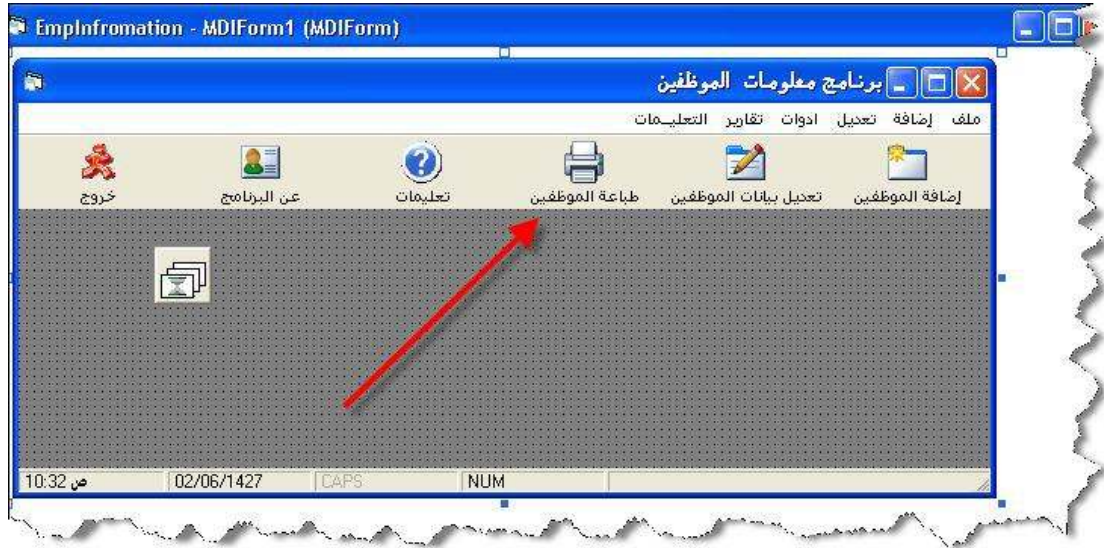 EmpInfromation - MDIForm1 (MDIForm)
برنامج معلومات الموظفين
ملف إضافة تعديل ادوات تقارير التعليـمات
إضافة الموظفين تعديل بيانات الموظفين طباعة الموظفين تعليمات عن البرنامج خروج
10:32 ص 02/06/1427 CAPS NUM